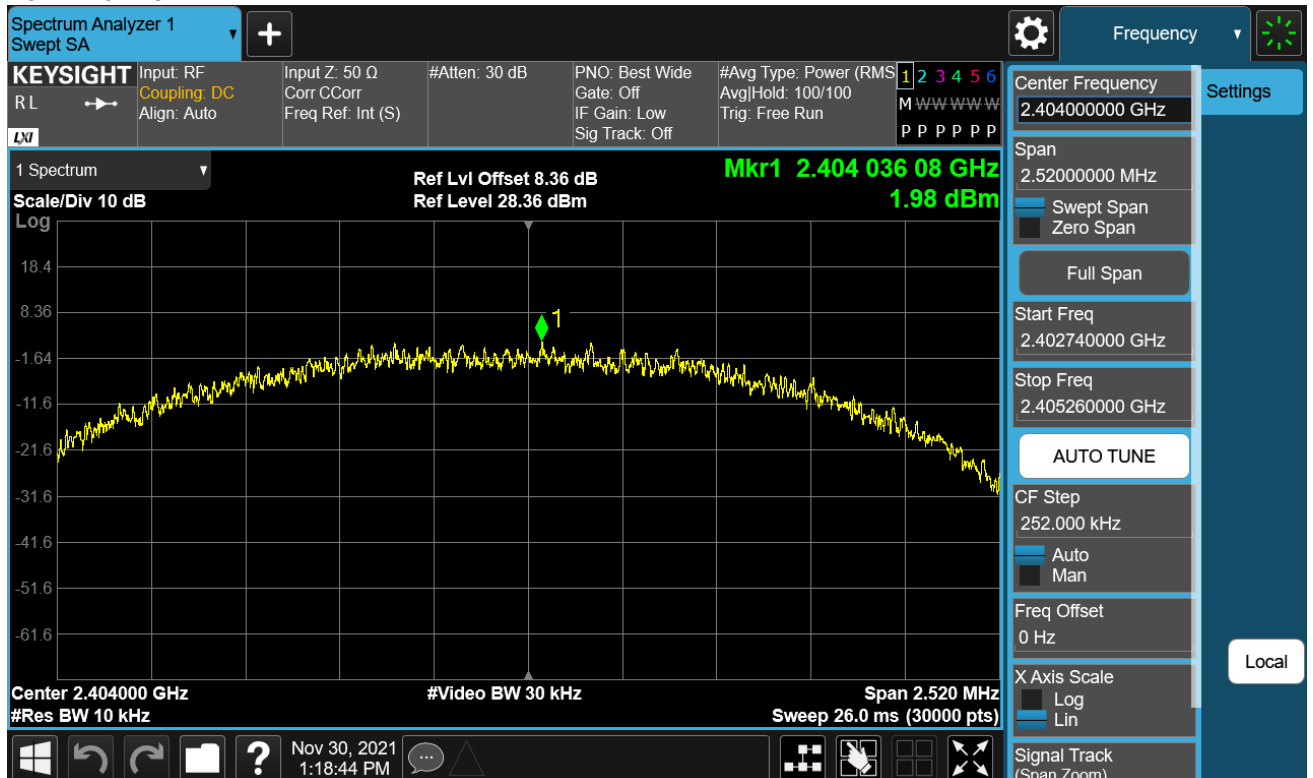 Spectrum Analyzer 1
Swept SA
+
Frequency
KEYSIGHT
Input: RF
Input Z: 50 Ω
#Atten: 30 dB
PNO: Best Wide
#Avg Type: Power (RMS
1 2 3 4 5 6
R L
Coupling: DC
Corr CCorr
Gate: Off
Avg|Hold: 100/100
M W W W W W
Align: Auto
Freq Ref: Int (S)
IF Gain: Low
Trig: Free Run
Sig Track: Off
P P P P P P
LXI
1 Spectrum
Ref Lvl Offset 8.36 dB
Mkr1 2.404 036 08 GHz
Scale/Div 10 dB
Ref Level 28.36 dBm
1.98 dBm
Log
18.4
8.36
1
-1.64
-11.6
-21.6
-31.6
-41.6
-51.6
-61.6
Center 2.404000 GHz
#Video BW 30 kHz
Span 2.520 MHz
#Res BW 10 kHz
Sweep 26.0 ms (30000 pts)
?
Nov 30, 2021
1:18:44 PM
Center Frequency
2.404000000 GHz
Settings
Span
2.52000000 MHz
Swept Span
Zero Span
Full Span
Start Freq
2.402740000 GHz
Stop Freq
2.405260000 GHz
AUTO TUNE
CF Step
252.000 kHz
Auto
Man
Freq Offset
0 Hz
Local
X Axis Scale
Log
Lin
Signal Track
(Span Zoom)